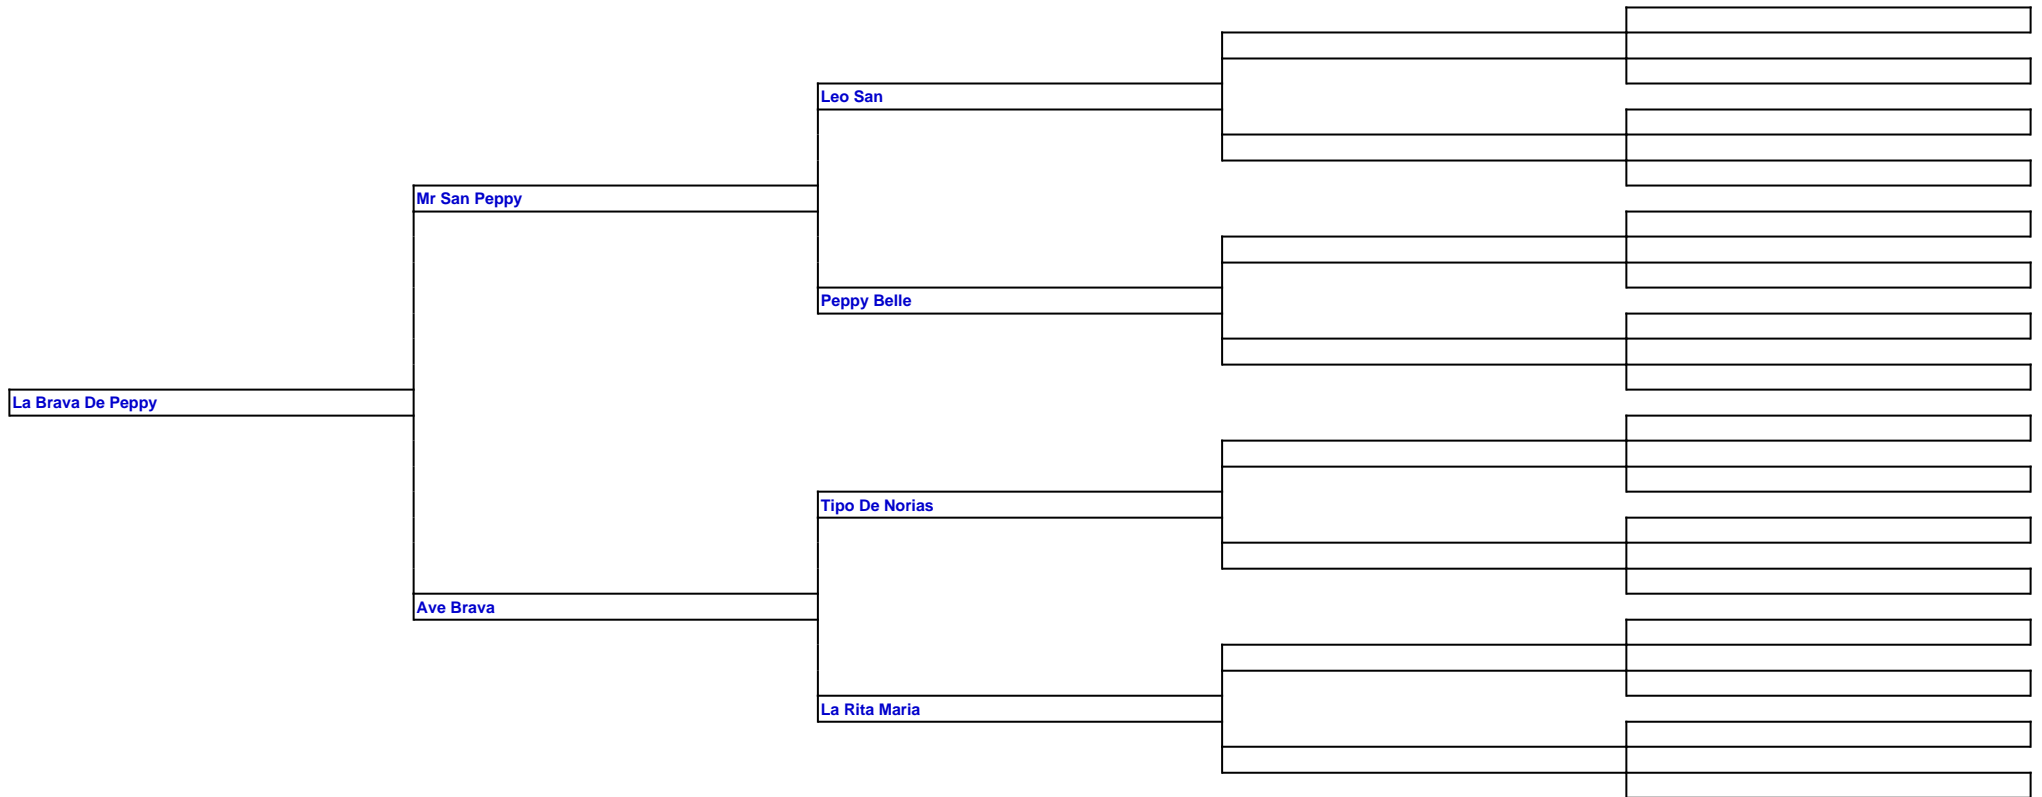 Leo San
Mr San Peppy
Peppy Belle
La Brava De Peppy
Tipo De Norias
Ave Brava
La Rita Maria